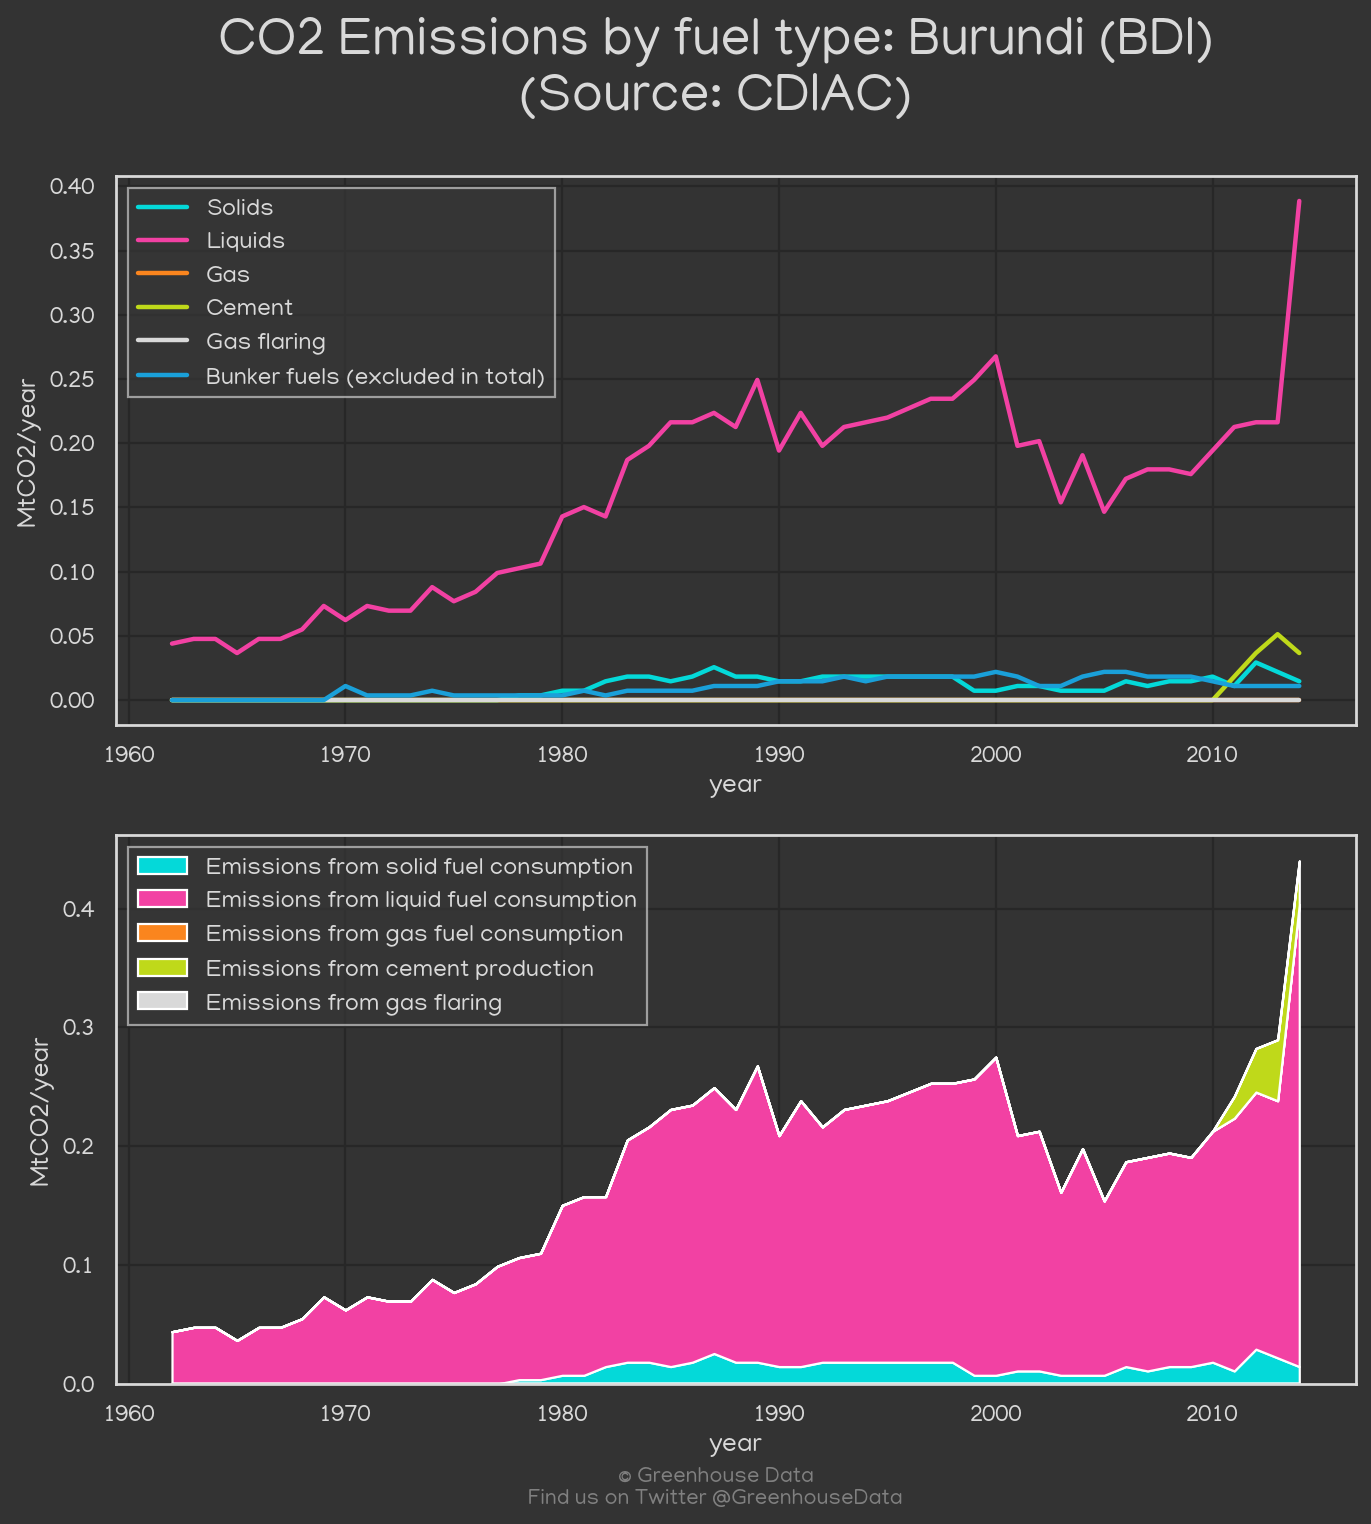 CO2 Emissions by fuel type: Burundi (BDI)
(Source: CDIAC)
0.40
0.35
0.30
0.25
0.20
0.15
0.10
0.05
0.00
MtCO2/year
Solids
Liquids
Gas
Cement
Gas flaring
Bunker fuels (excluded in total)
1960 1970 1980 1990 2000 2010
year
0.4
0.3
0.2
0.1
0.0
MtCO2/year
Emissions from solid fuel consumption
Emissions from liquid fuel consumption
Emissions from gas fuel consumption
Emissions from cement production
Emissions from gas flaring
1960 1970 1980 1990 2000 2010
year
© Greenhouse Data
Find us on Twitter @GreenhouseData